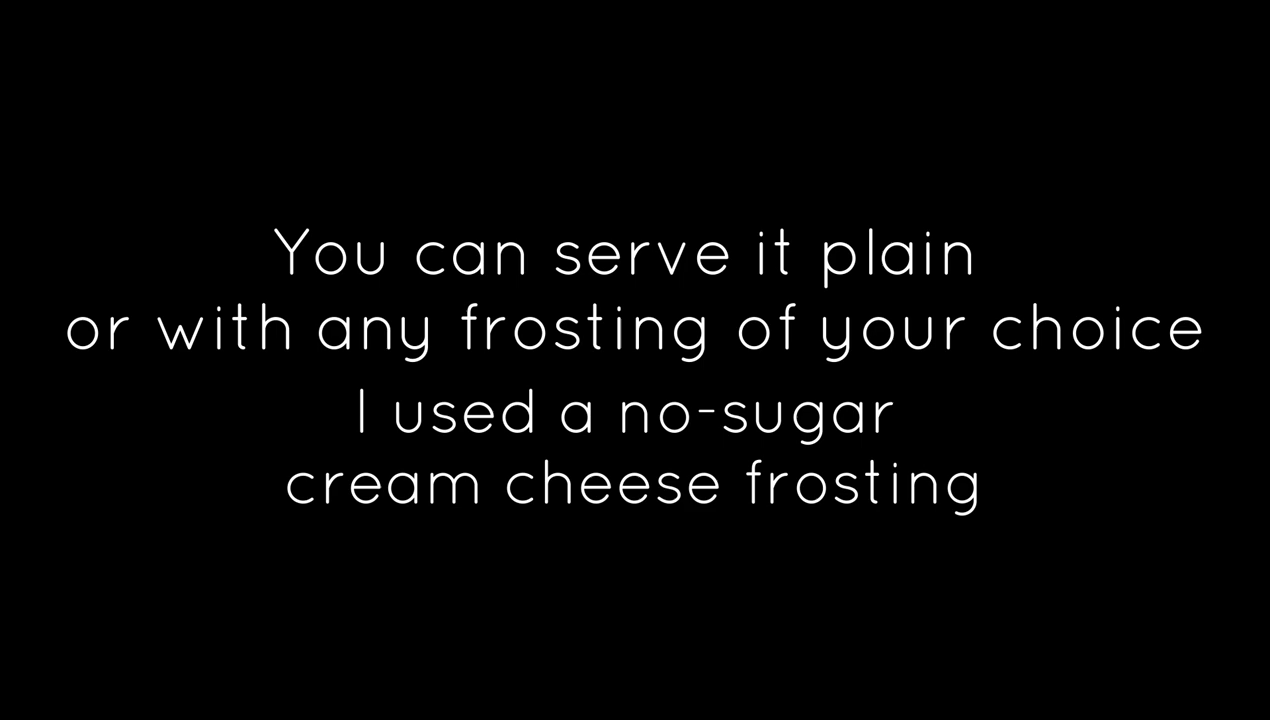 You can serve it plain
or with any frosting of your choice
I used a no-sugar
cream cheese frosting